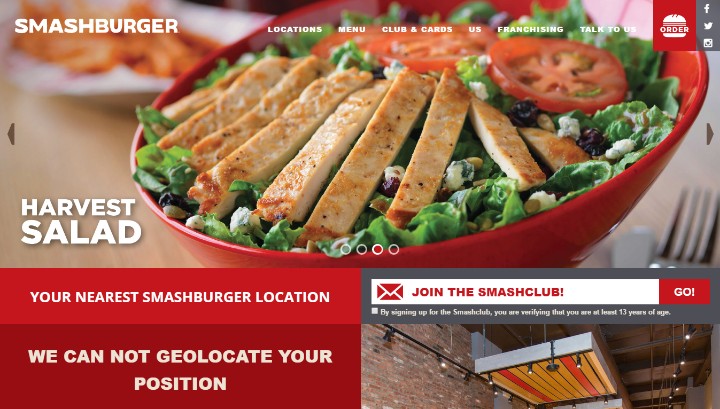 SMASHBURGER
LOCATIONS MENU CLUB & CARDS US FRANCHISING TALK TO US
ORDER
HARVEST
SALAD
YOUR NEAREST SMASHBURGER LOCATION
JOIN THE SMASHCLUB! GO!
By signing up for the Smashclub, you are verifying that you are at least 13 years of age.
WE CAN NOT GEOLOCATE YOUR
POSITION